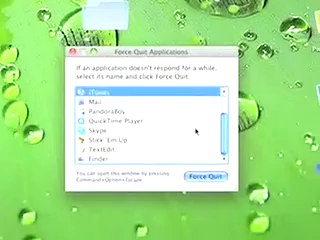 Force Quit Applications
If an application doesn't respond for a while,
select its name and click Force Quit.
iTunes
Mail
PandoraBoy
QuickTime Player
Skype
Stick 'Em Up
TextEdit
Finder
You can open this window by pressing
Command+Option+Escape.
Force Quit